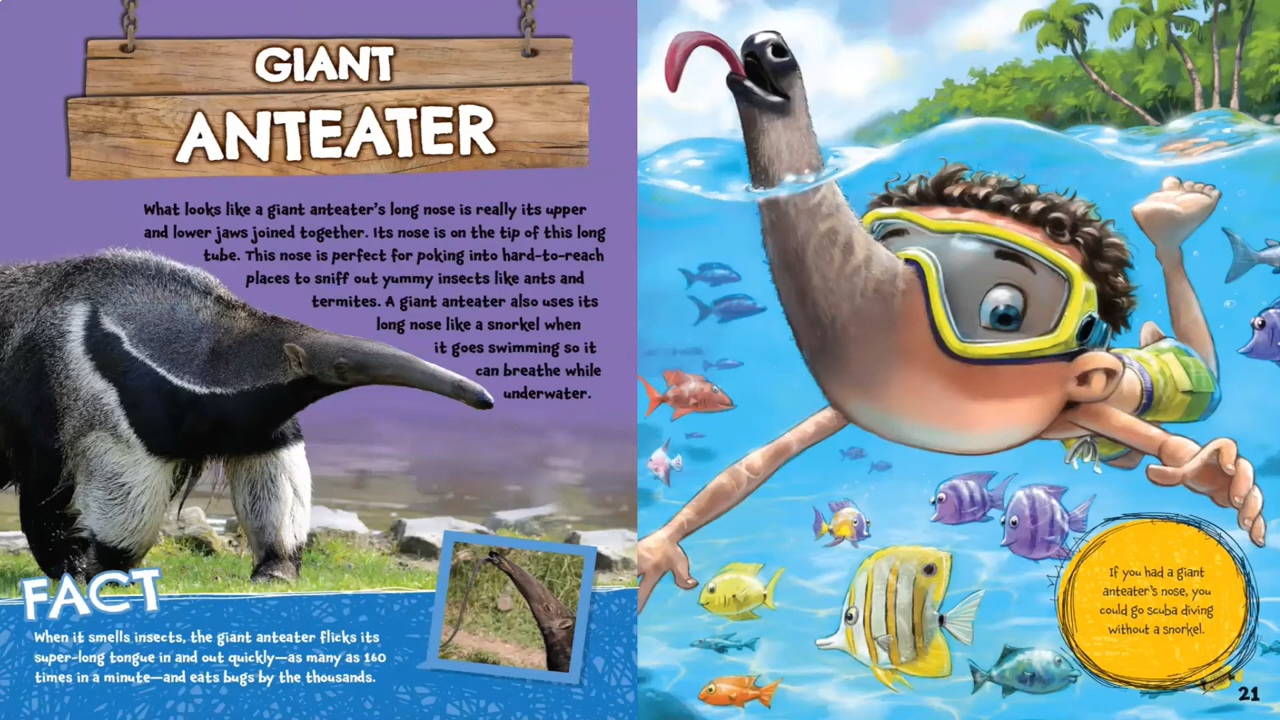 GIANT
ANTEATER
What looks like a giant anteater's long nose is really its upper
and lower jaws joined together. Its nose is on the tip of this long
tube. This nose is perfect for poking into hard-to-reach
places to sniff out yummy insects like ants and
termites. A giant anteater also uses its
long nose like a snorkel when
it goes swimming so it
can breathe while
underwater.
FACT
When it smells insects, the giant anteater flicks its
super-long tongue in and out quickly—as many as 160
times in a minute—and eats bugs by the thousands.
If you had a giant
anteater's nose, you
could go scuba diving
without a snorkel.
21